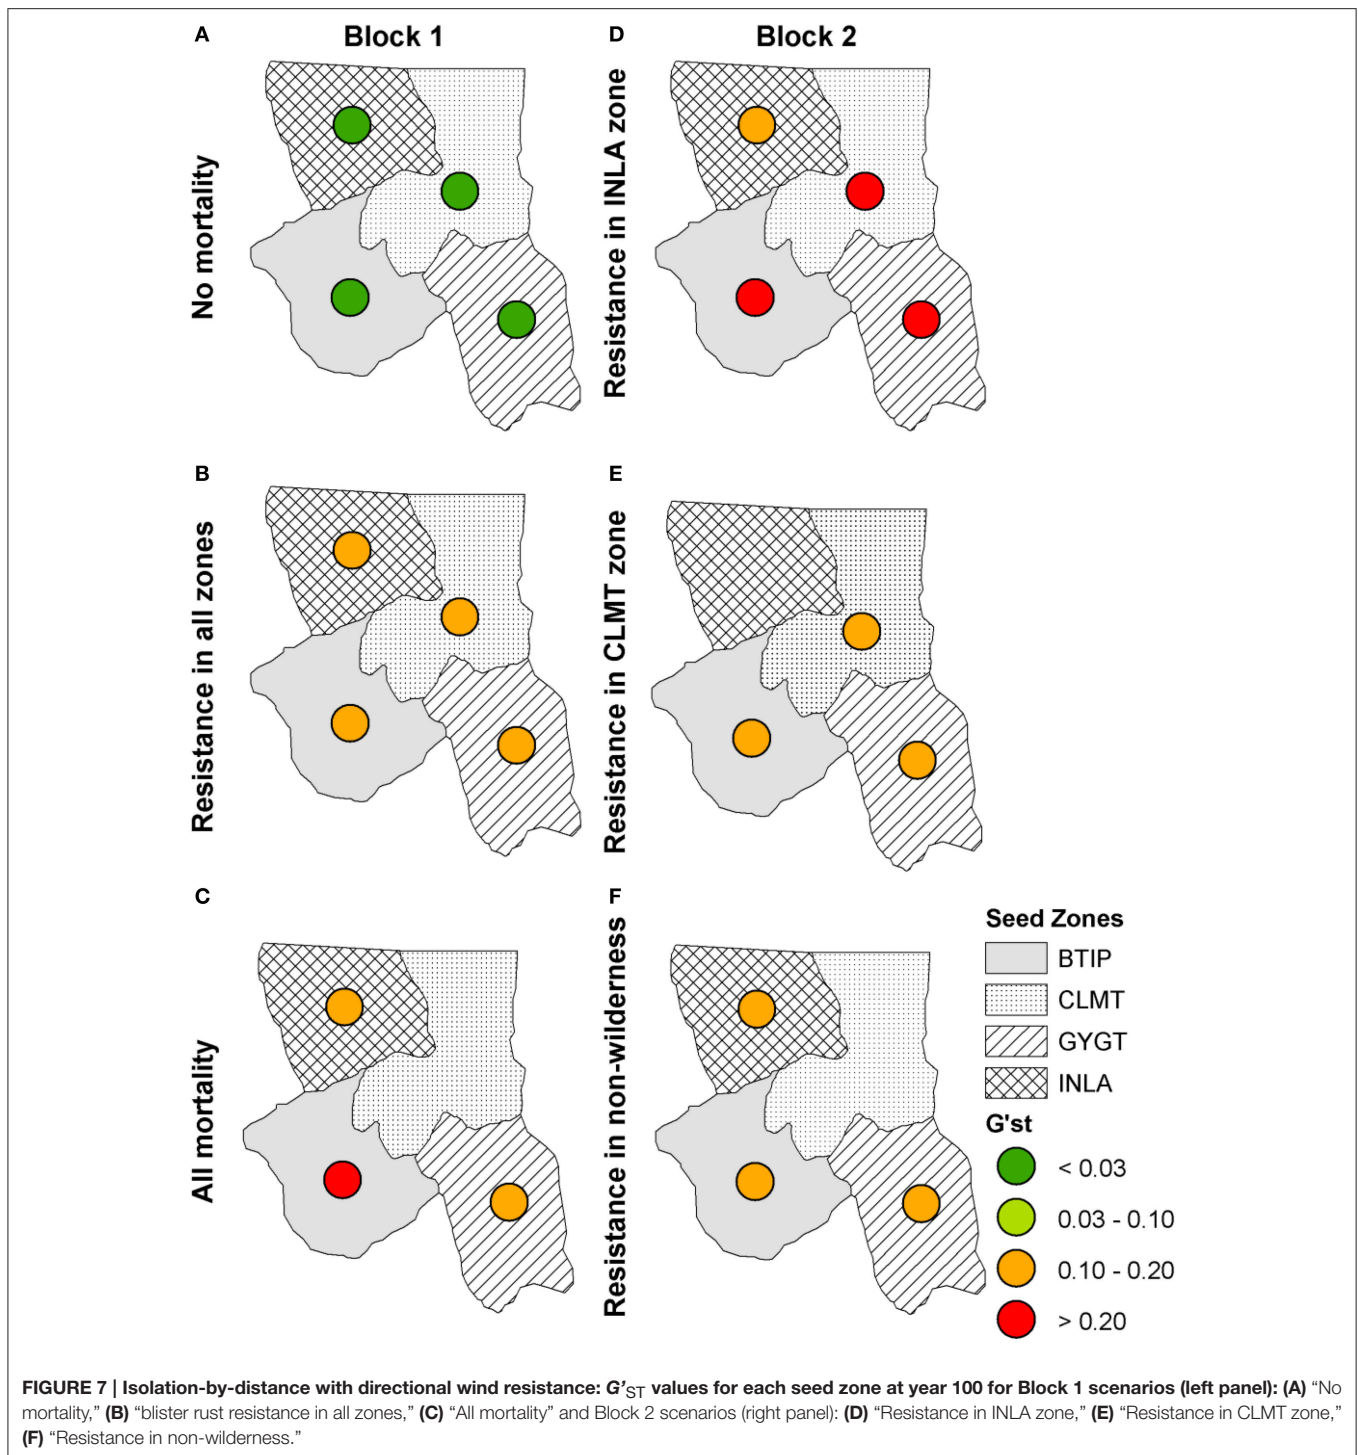 A
Block 1
No mortality
D
Block 2
Resistance in INLA zone
B
Resistance in all zones
E
Resistance in CLMT zone
C
All mortality
F
Resistance in non-wilderness
Seed Zones
BTIP
CLMT
GYGT
INLA
G'st
< 0.03
0.03 - 0.10
0.10 - 0.20
> 0.20
FIGURE 7 | Isolation-by-distance with directional wind resistance: G'ST values for each seed zone at year 100 for Block 1 scenarios (left panel): (A) “No
mortality,” (B) “blister rust resistance in all zones,” (C) “All mortality” and Block 2 scenarios (right panel): (D) “Resistance in INLA zone,” (E) “Resistance in CLMT zone,”
(F) “Resistance in non-wilderness.”